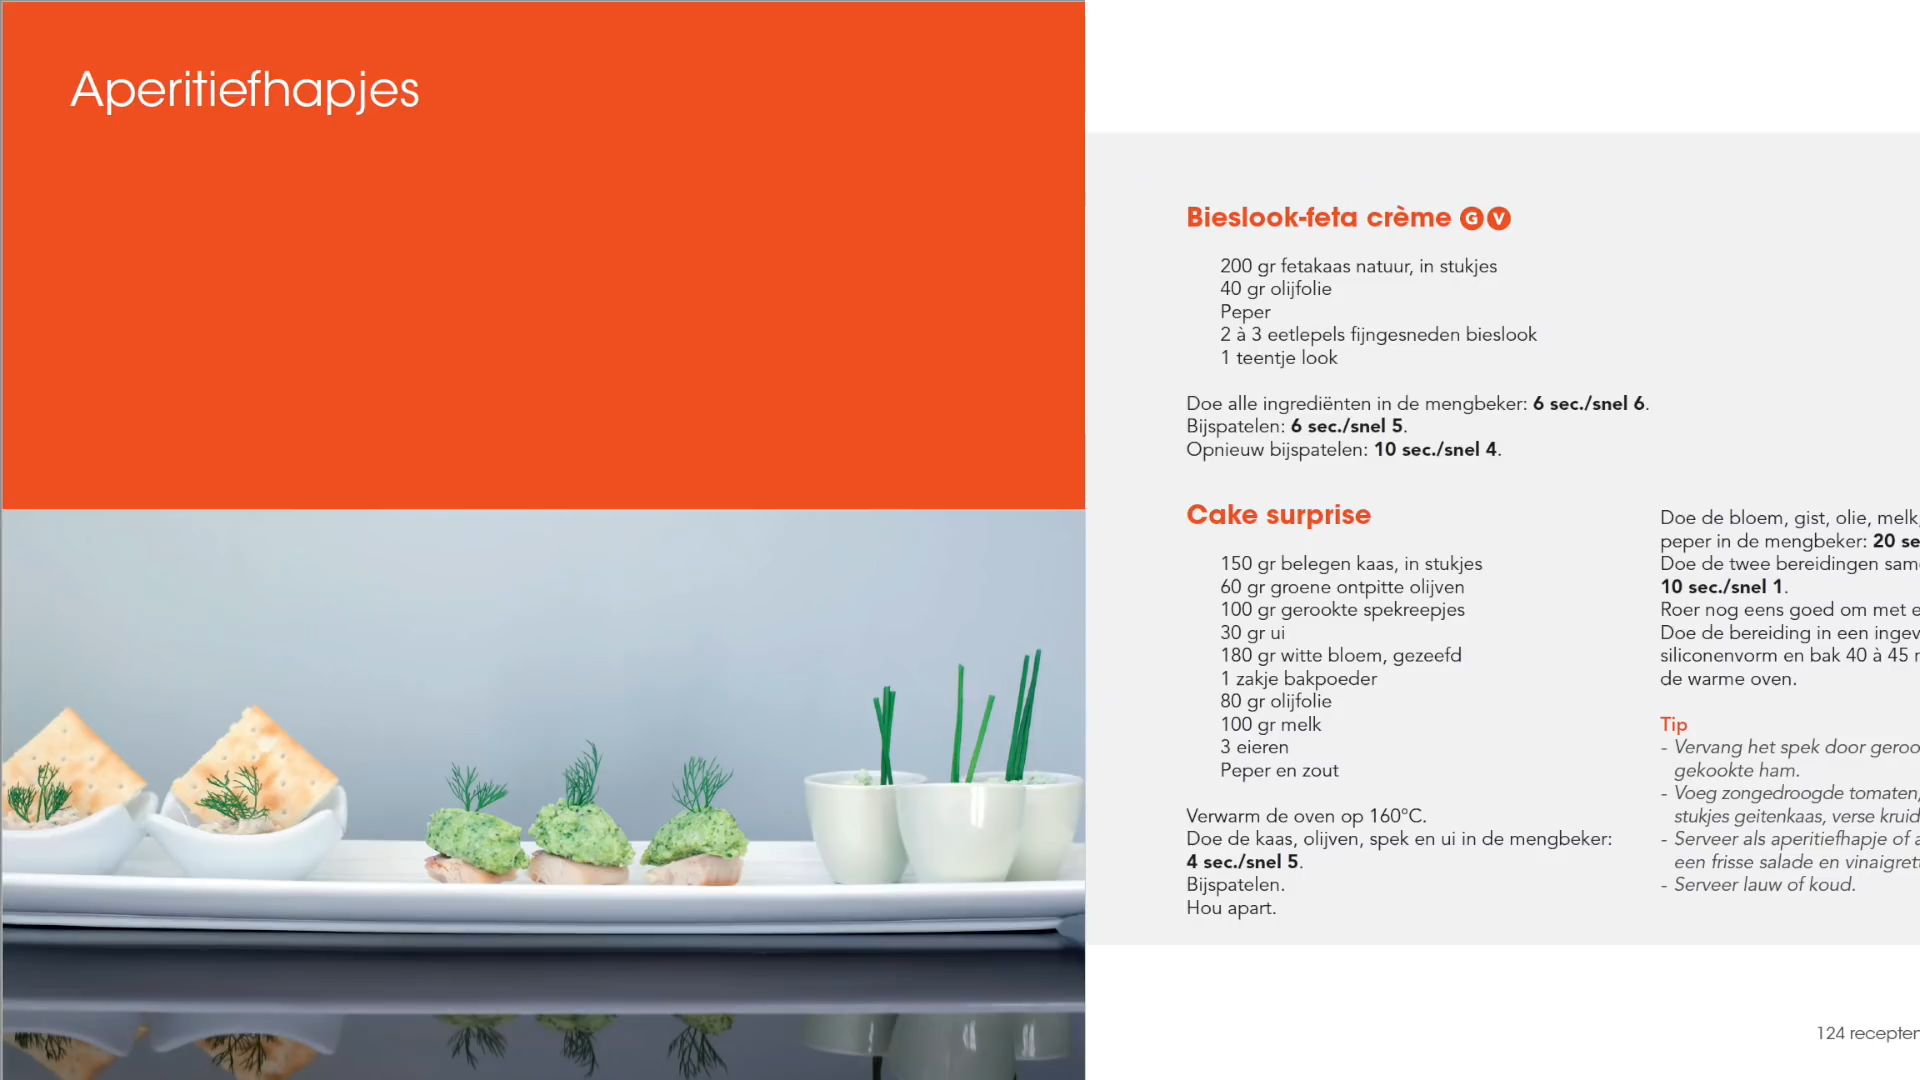 Aperitiefhapjes
Bieslook-feta crème G V
200 gr fetakaas natuur, in stukjes
40 gr olijfolie
Peper
2 à 3 eetlepels fijngesneden bieslook
1 teentje look
Doe alle ingrediënten in de mengbeker: 6 sec./snel 6.
Bijspatelen: 6 sec./snel 5.
Opnieuw bijspatelen: 10 sec./snel 4.
Cake surprise
150 gr belegen kaas, in stukjes
60 gr groene ontpitte olijven
100 gr gerookte spekreepjes
30 gr ui
180 gr witte bloem, gezeefd
1 zakje bakpoeder
80 gr olijfolie
100 gr melk
3 eieren
Peper en zout
Verwarm de oven op 160°C.
Doe de kaas, olijven, spek en ui in de mengbeker:
4 sec./snel 5.
Bijspatelen.
Hou apart.
Doe de bloem, gist, olie, melk,
peper in de mengbeker: 20
Doe de twee bereidingen
10 sec./snel 1.
Roer nog eens goed om met
Doe de bereiding in een
siliconenvorm en bak 40 à 45
de warme oven.
Tip
- Vervang het spek door
gekookte ham.
- Voeg zongedroogde tomaten,
stukjes geitenkaas, verse
- Serveer als aperitiefhapje of
een frisse salade en
- Serveer lauw of koud.
124 recepten